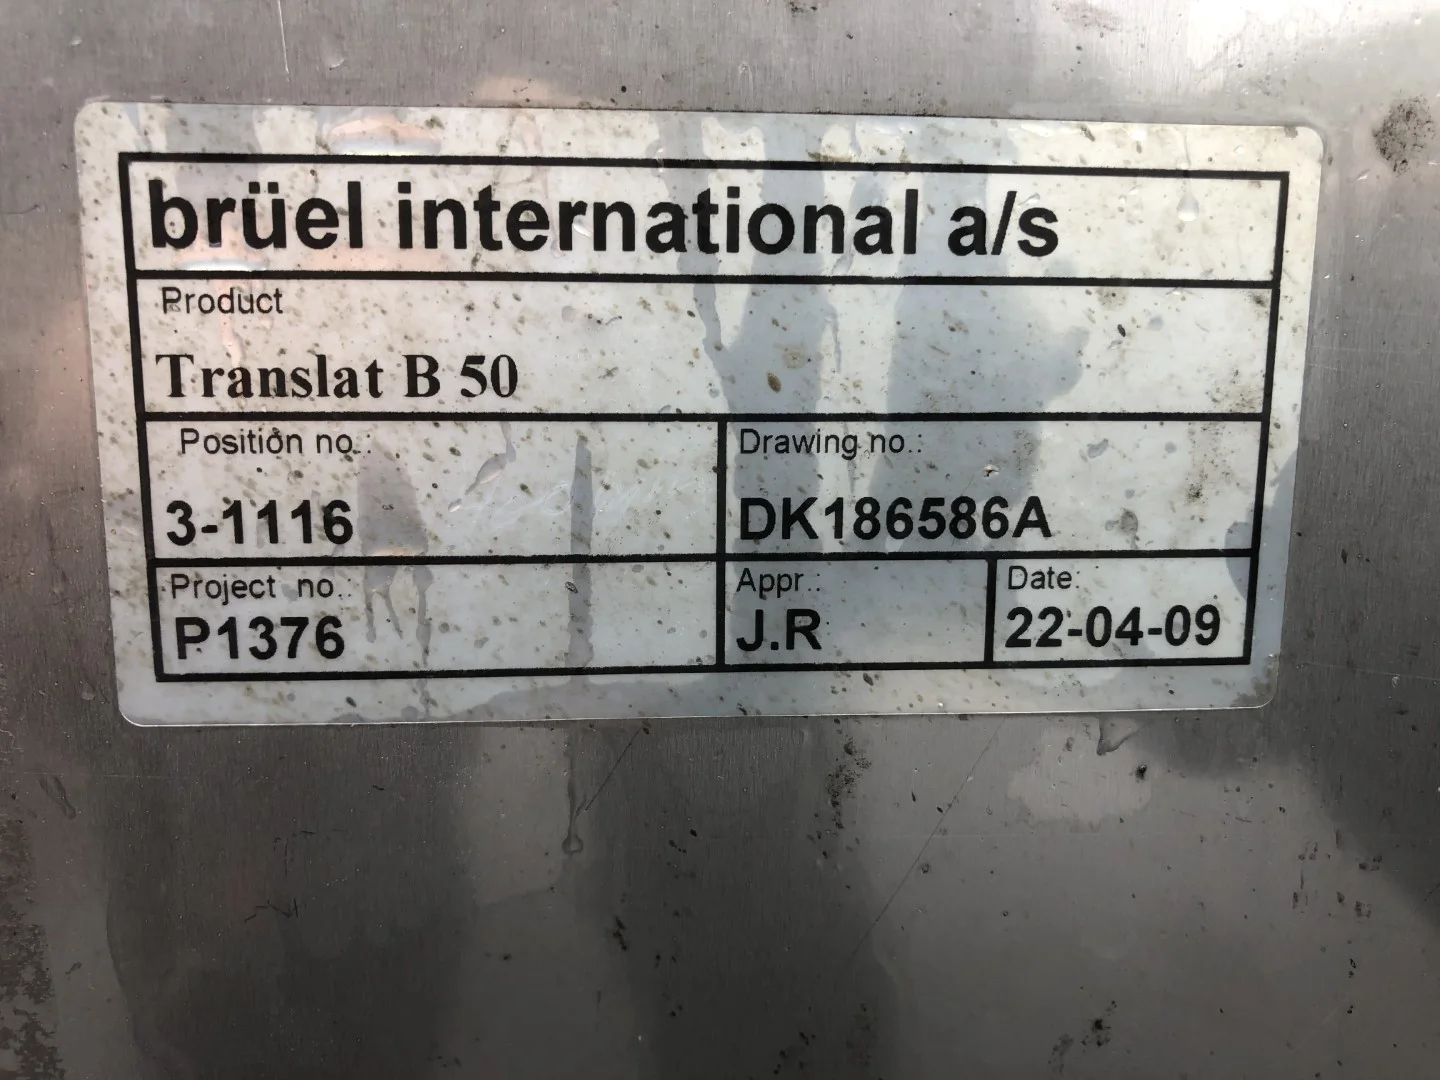 brüel international a/s
Product
Translat B 50
Position no.:
3-1116
Drawing no.:
DK186586A
Project no.:
P1376
Appr.:
J.R
Date:
22-04-09